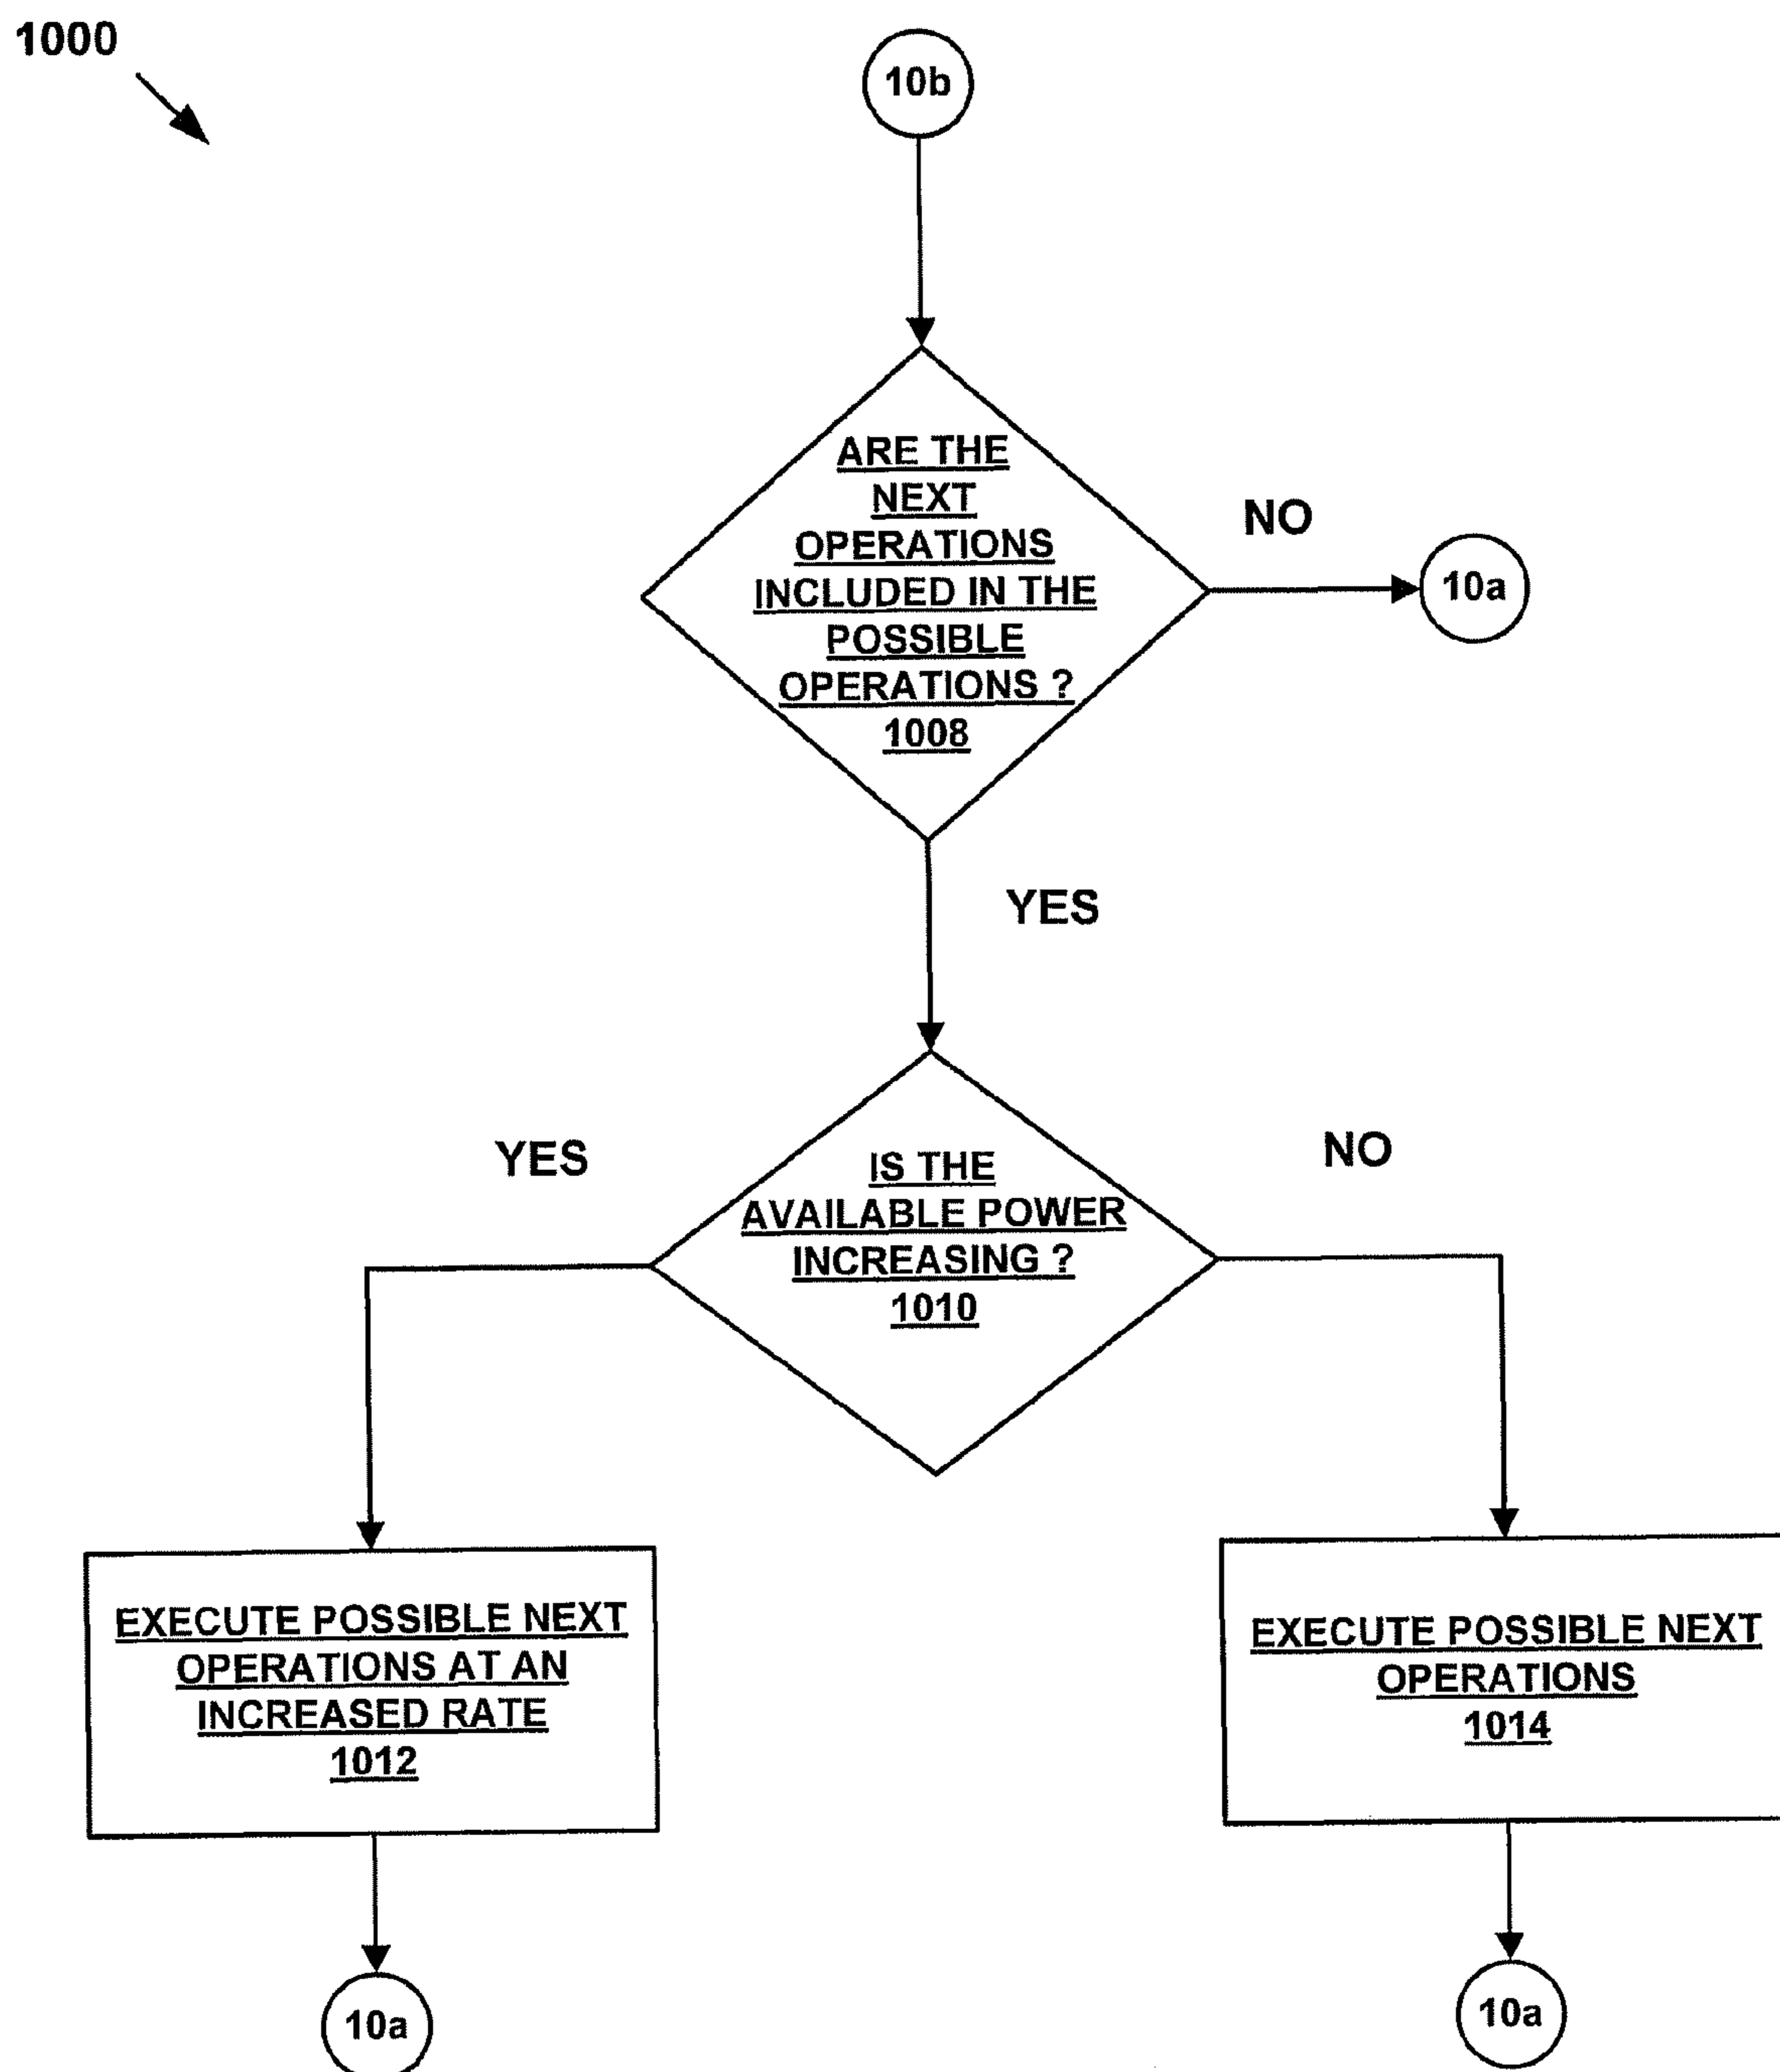 1000
10b
ARE THE
NEXT
OPERATIONS
INCLUDED IN THE
POSSIBLE
OPERATIONS ?
1008
NO
10a
YES
YES
IS THE
AVAILABLE POWER
INCREASING ?
1010
NO
EXECUTE POSSIBLE NEXT
OPERATIONS AT AN
INCREASED RATE
1012
EXECUTE POSSIBLE NEXT
OPERATIONS
1014
10a
10a